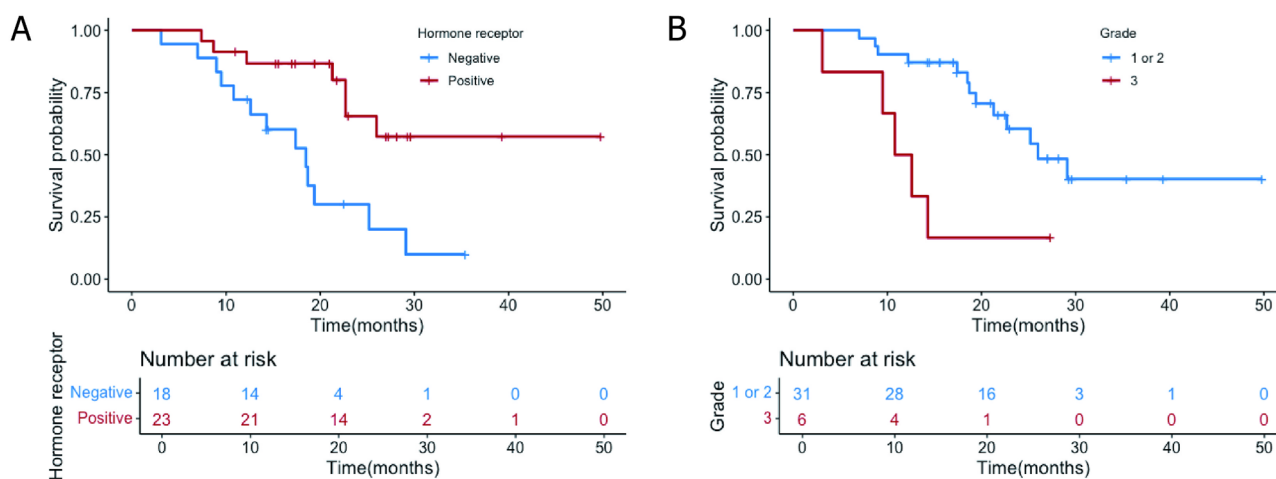 A
Survival probability
1.00
0.75
0.50
0.25
0.00
Hormone receptor
Negative
Positive
0 10 20 30 40 50
Time(months)
Number at risk
Hormone receptor
Negative 18 14 4 1 0 0
Positive 23 21 14 2 1 0
0 10 20 30 40 50
Time(months)
B
Survival probability
1.00
0.75
0.50
0.25
0.00
Grade
1 or 2
3
0 10 20 30 40 50
Time(months)
Number at risk
Grade
1 or 2 31 28 16 3 1 0
3 6 4 1 0 0 0
0 10 20 30 40 50
Time(months)